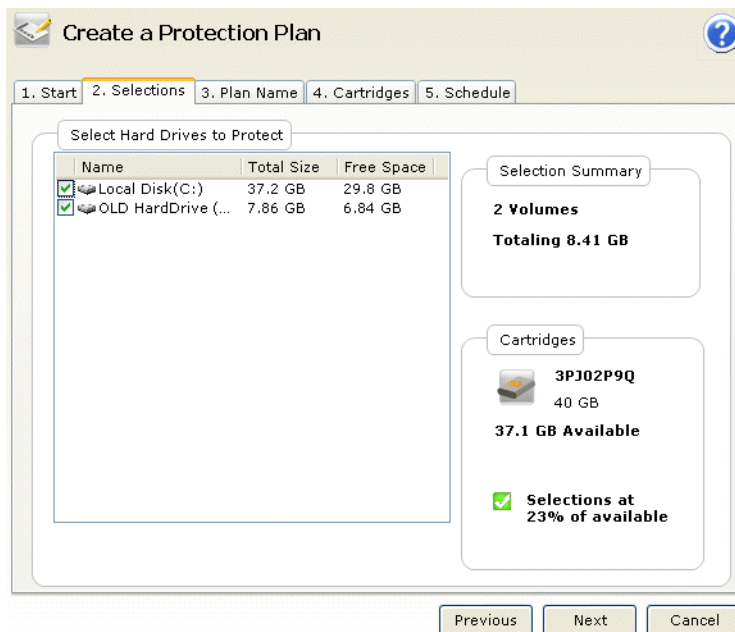 Create a Protection Plan
?
1. Start 2. Selections 3. Plan Name 4. Cartridges 5. Schedule
Select Hard Drives to Protect
Name Total Size Free Space
Local Disk(C:) 37.2 GB 29.8 GB
OLD HardDrive (... 7.86 GB 6.84 GB
Selection Summary
2 Volumes
Totaling 8.41 GB
Cartridges
3PJ02P9Q
40 GB
37.1 GB Available
Selections at
23% of available
Previous Next Cancel